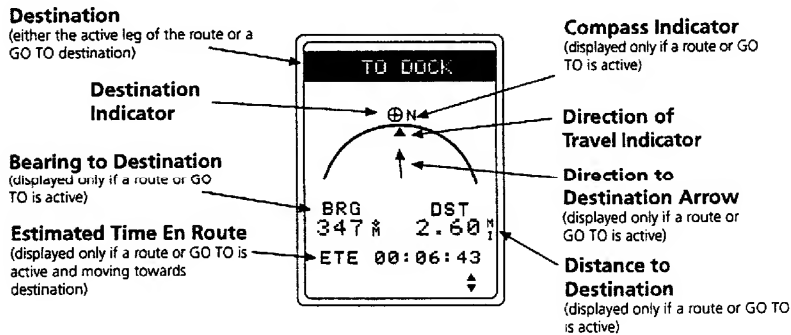 Destination
(either the active leg of the route or a
GO TO destination)
Destination
Indicator
Bearing to Destination
(displayed only if a route or GO
TO is active)
Estimated Time En Route
(displayed only if a route or GO TO is
active and moving towards
destination)
TO DOCK
N
BRG DST
347°M 2.60 MI
ETE 00:06:43
Compass Indicator
(displayed only if a route or GO
TO is active)
Direction of
Travel Indicator
Direction to
Destination Arrow
(displayed only if a route or
GO TO is active)
Distance to
Destination
(displayed only if a route or GO TO
is active)